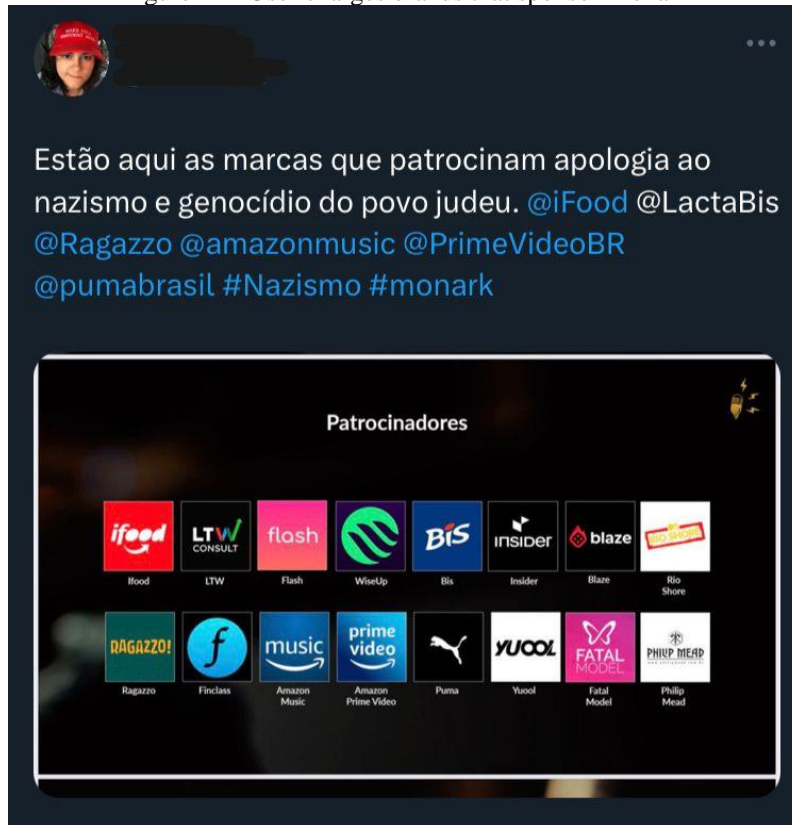 Estão aqui as marcas que patrocinam apologia ao
nazismo e genocídio do povo judeu. @iFood @LactaBis
@Ragazzo @amazonmusic @PrimeVideoBR
@pumabrasil #Nazismo #monark
Patrocinadores
ifood LTW CONSULT flash BiS INSIDER blaze RIO SHORE
Ifood LTW Flash WiseUp Bis Insider Blaze Rio Shore
RAGAZZO! f music prime video YUOOL FATAL MODEL PHILIP MEAD
Ragazzo Finclass Amazon Music Amazon Prime Video Puma Yuool Fatal Model Philip Mead